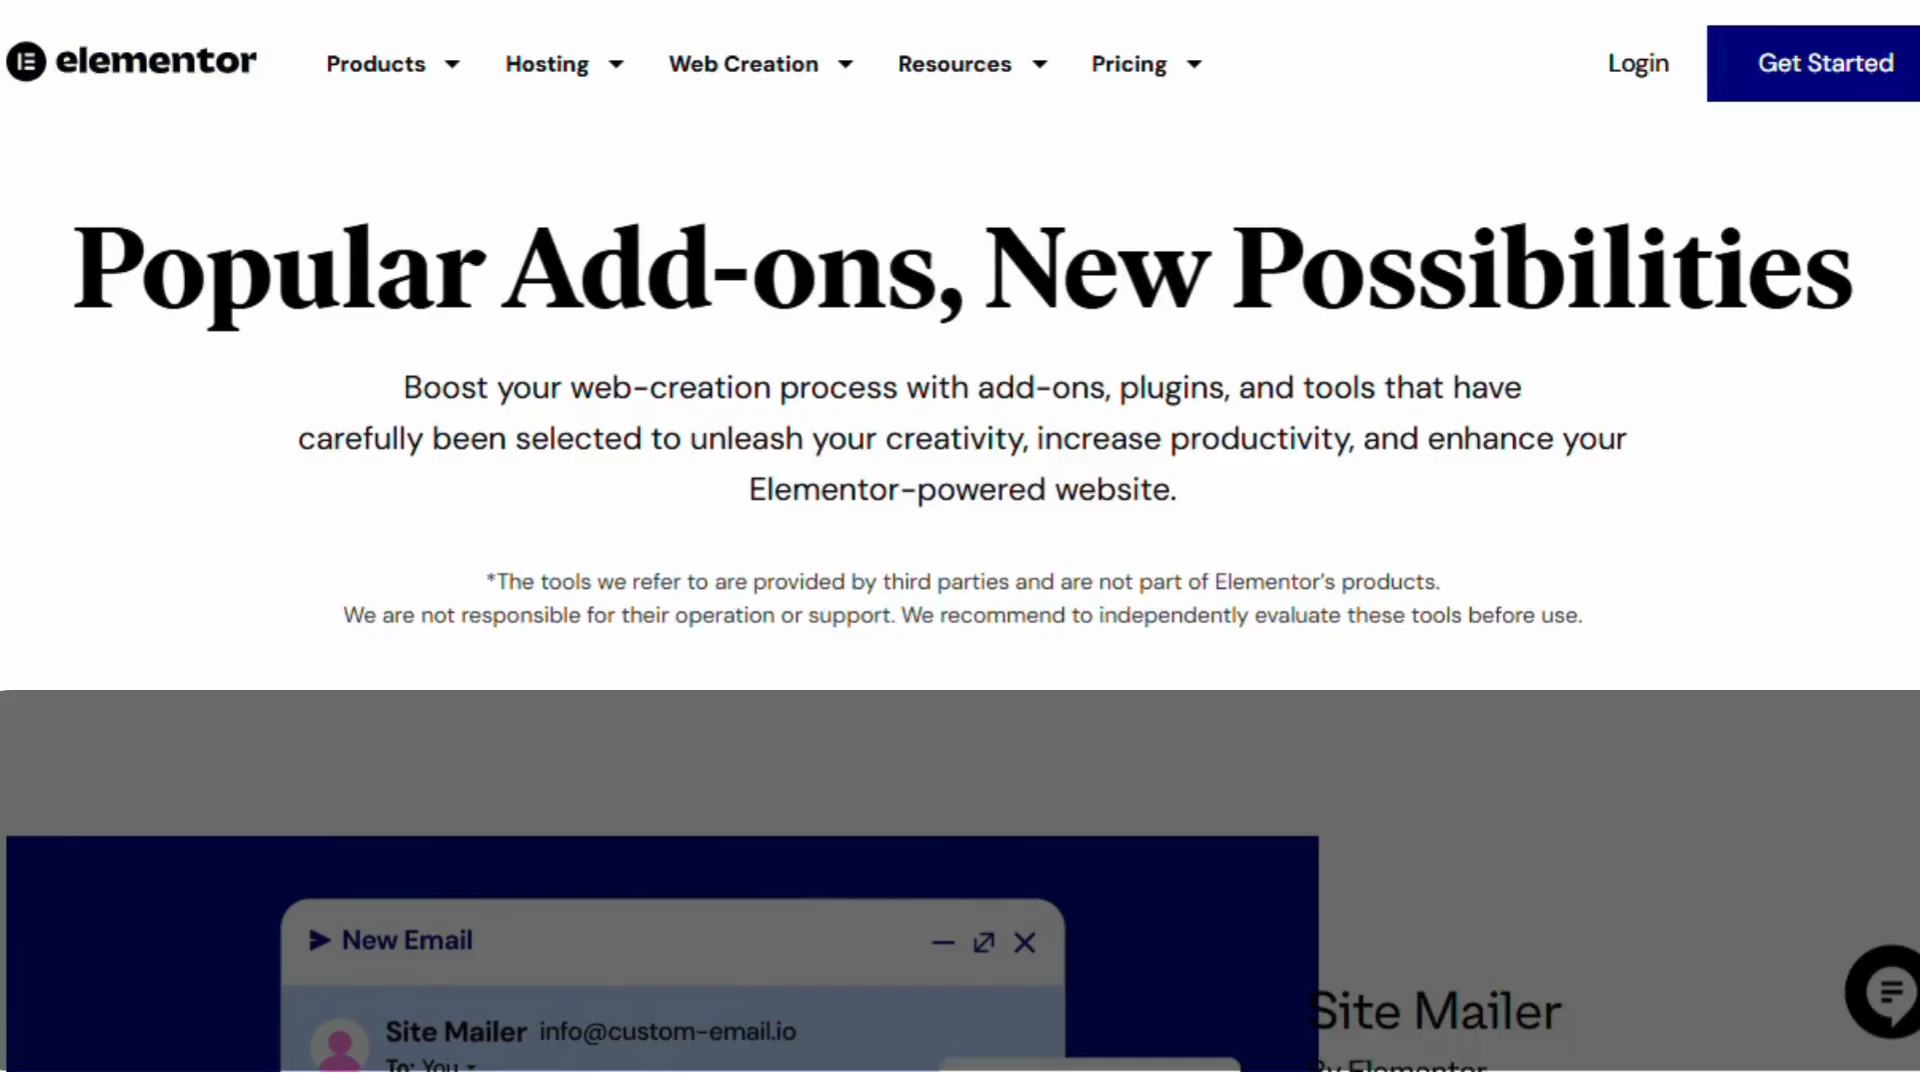 elementor
Products
Hosting
Web Creation
Resources
Pricing
Login
Get Started
Popular Add-ons, New Possibilities
Boost your web-creation process with add-ons, plugins, and tools that have
carefully been selected to unleash your creativity, increase productivity, and enhance your
Elementor-powered website.
*The tools we refer to are provided by third parties and are not part of Elementor's products.
We are not responsible for their operation or support. We recommend to independently evaluate these tools before use.
New Email
Site Mailer info@custom-email.io
To: You
Site Mailer
By Elementor